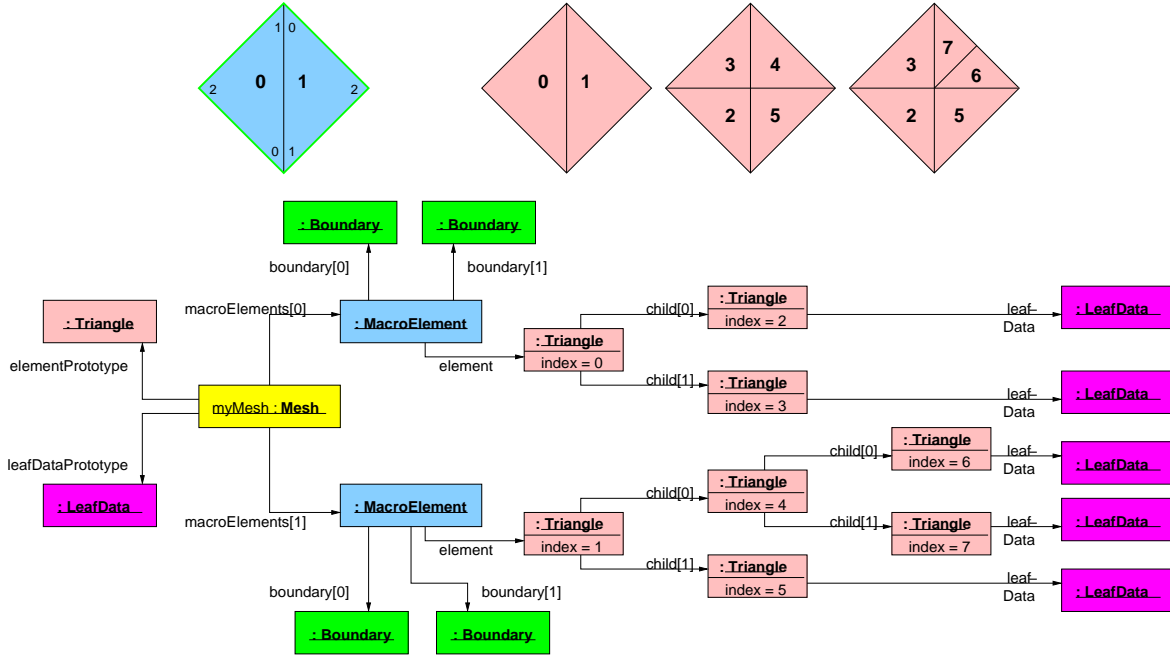 1 0
0 1
2 2
0 1
0 1
3 4
2 5
3 7
6
2 5
: Boundary
: Boundary
boundary[0]
boundary[1]
macroElements[0]
: Triangle
: MacroElement
elementPrototype
element
: Triangle
index = 0
child[0]
: Triangle
index = 2
leaf–
Data
: LeafData
child[1]
: Triangle
index = 3
leaf–
Data
: LeafData
myMesh : Mesh
leafDataPrototype
: LeafData
macroElements[1]
: MacroElement
element
: Triangle
index = 1
child[0]
: Triangle
index = 4
child[0]
: Triangle
index = 6
leaf–
Data
: LeafData
child[1]
: Triangle
index = 7
leaf–
Data
: LeafData
child[1]
: Triangle
index = 5
leaf–
Data
: LeafData
boundary[0]
boundary[1]
: Boundary
: Boundary